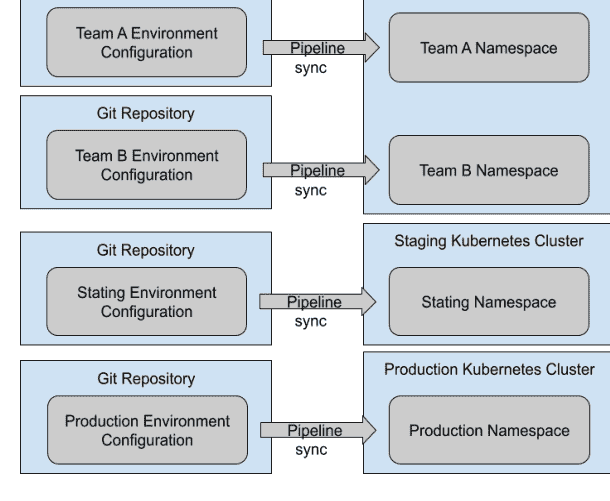 Team A Environment
Configuration
Pipeline
sync
Team A Namespace
Git Repository
Team B Environment
Configuration
Pipeline
sync
Team B Namespace
Git Repository
Stating Environment
Configuration
Pipeline
sync
Staging Kubernetes Cluster
Stating Namespace
Git Repository
Production Environment
Configuration
Pipeline
sync
Production Kubernetes Cluster
Production Namespace